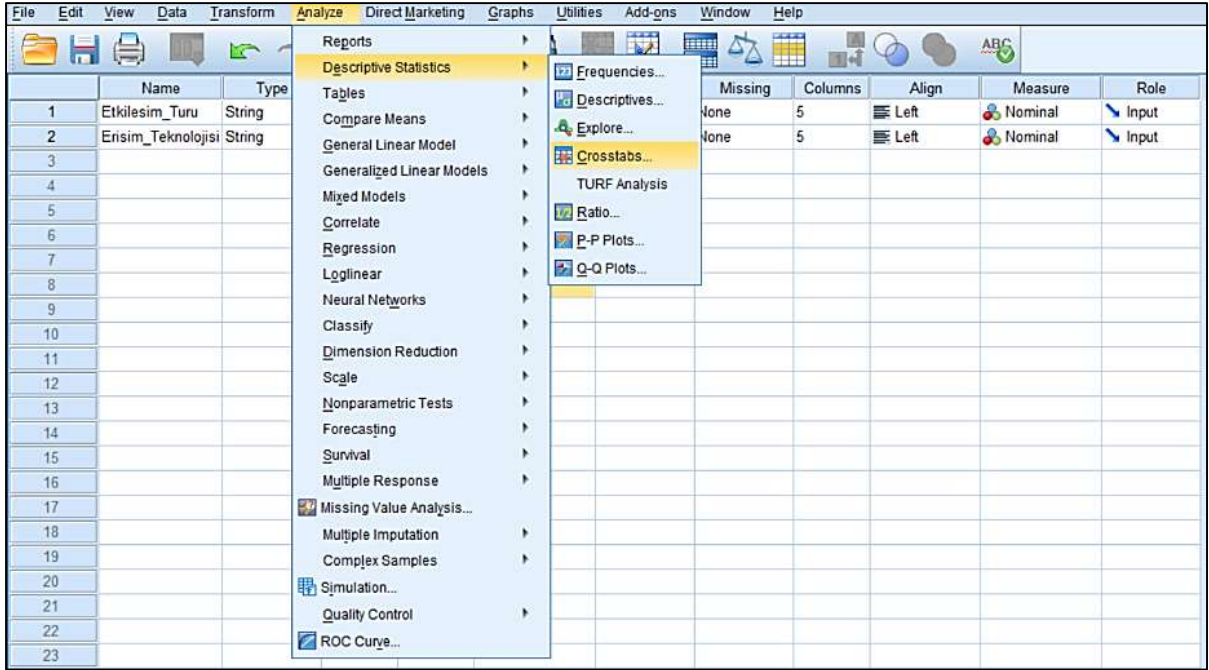 File Edit View Data Transform Analyze Direct Marketing Graphs Utilities Add-ons Window Help
Name Type Missing Columns Align Measure Role
1 Etkilesim_Turu String None 5 Left Nominal Input
2 Erisim_Teknolojisi String None 5 Left Nominal Input
3
4
5
6
7
8
9
10
11
12
13
14
15
16
17
18
19
20
21
22
23
Reports
Descriptive Statistics
Tables
Compare Means
General Linear Model
Generalized Linear Models
Mixed Models
Correlate
Regression
Loglinear
Neural Networks
Classify
Dimension Reduction
Scale
Nonparametric Tests
Forecasting
Survival
Multiple Response
Missing Value Analysis...
Multiple Imputation
Complex Samples
Simulation...
Quality Control
ROC Curve...
Frequencies...
Descriptives...
Explore...
Crosstabs...
TURF Analysis
Ratio...
P-P Plots...
Q-Q Plots...
ABC